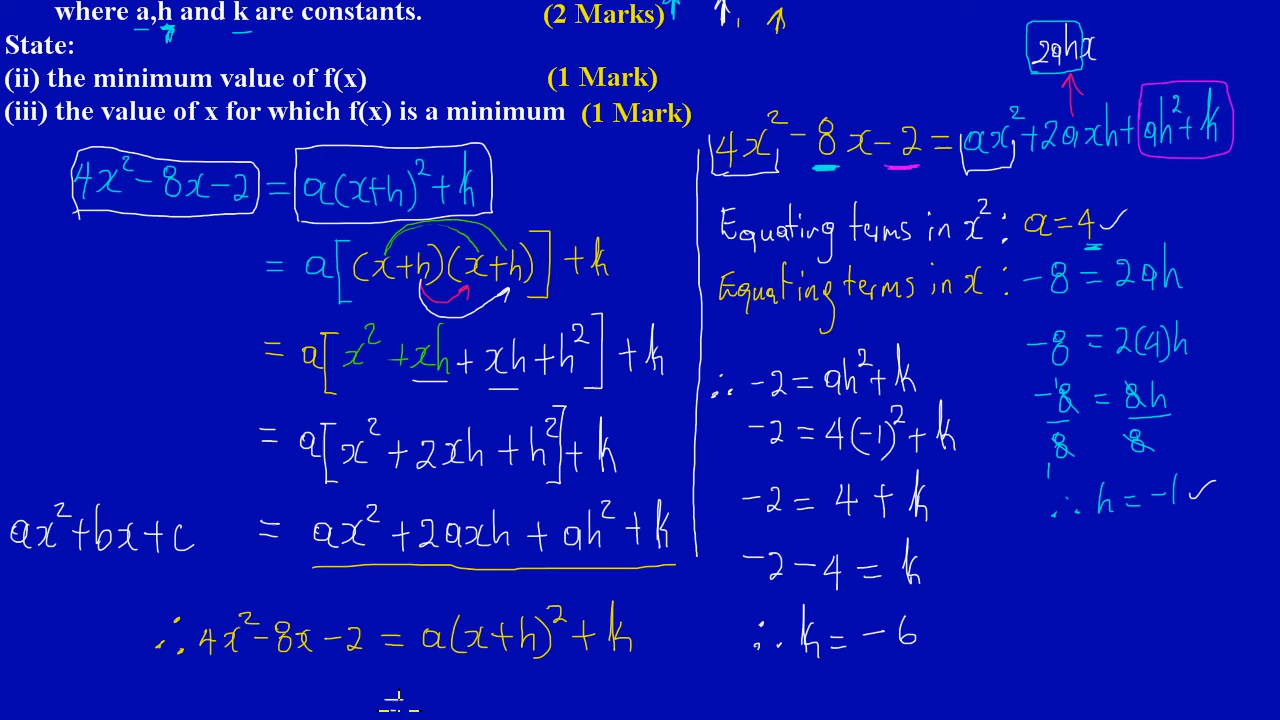 where a,h and k are constants. (2 Marks)
State:
(ii) the minimum value of f(x) (1 Mark)
(iii) the value of x for which f(x) is a minimum (1 Mark)
4x²-8x-2 = a(x+h)²+k
= a[(x+h)(x+h)]+k
= a[x²+xh+xh+h²]+k
= a[x²+2xh+h²]+k
ax²+bx+c = ax²+2axh+ah²+k
∴ 4x²-8x-2 = a(x+h)²+k
2ahx
4x²-8x-2 = ax²+2axh+ah²+k
Equating terms in x²: a=4✓
Equating terms in x: -8 = 2ah
-8 = 2(4)h
-8 = 8h
8 8
∴ h = -1✓
∴ -2 = ah²+k
-2 = 4(-1)²+k
-2 = 4+k
-2-4 = k
∴ k = -6